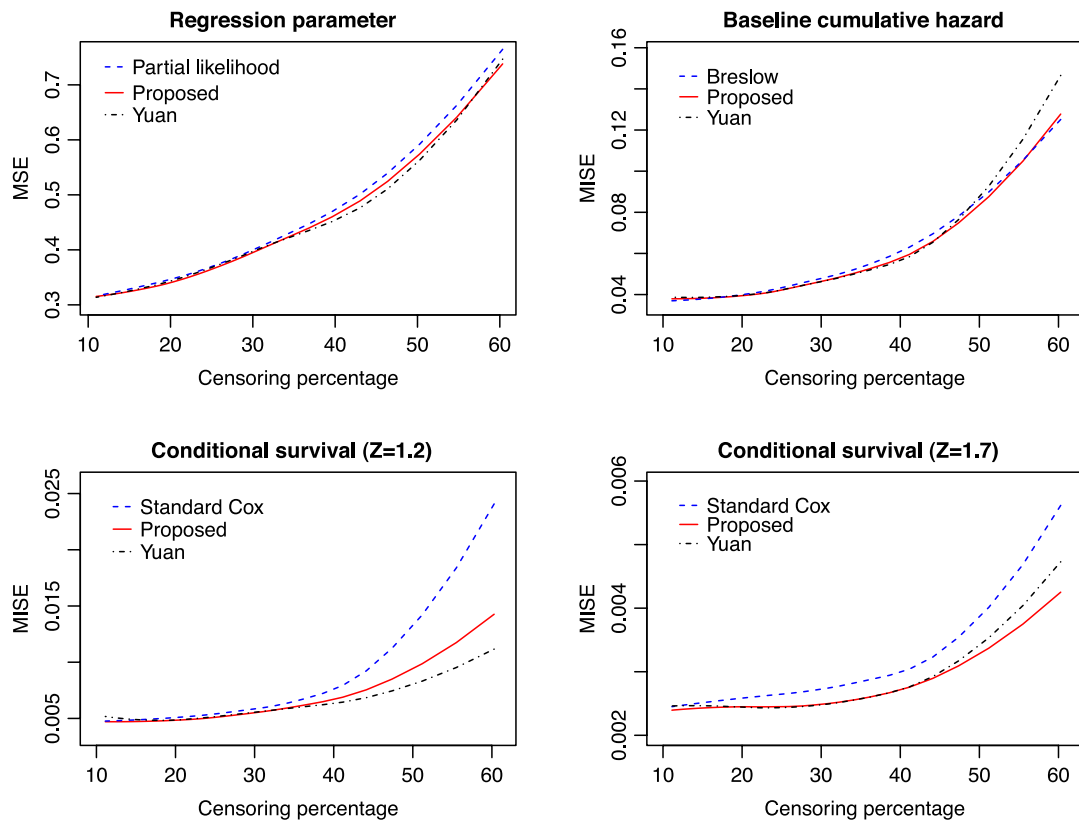 Regression parameter
MSE
0.3 0.4 0.5 0.6 0.7
Partial likelihood
Proposed
Yuan
10 20 30 40 50 60
Censoring percentage
Baseline cumulative hazard
MISE
0.04 0.08 0.12 0.16
Breslow
Proposed
Yuan
10 20 30 40 50 60
Censoring percentage
Conditional survival (Z=1.2)
MISE
0.005 0.015 0.025
Standard Cox
Proposed
Yuan
10 20 30 40 50 60
Censoring percentage
Conditional survival (Z=1.7)
MISE
0.002 0.004 0.006
Standard Cox
Proposed
Yuan
10 20 30 40 50 60
Censoring percentage